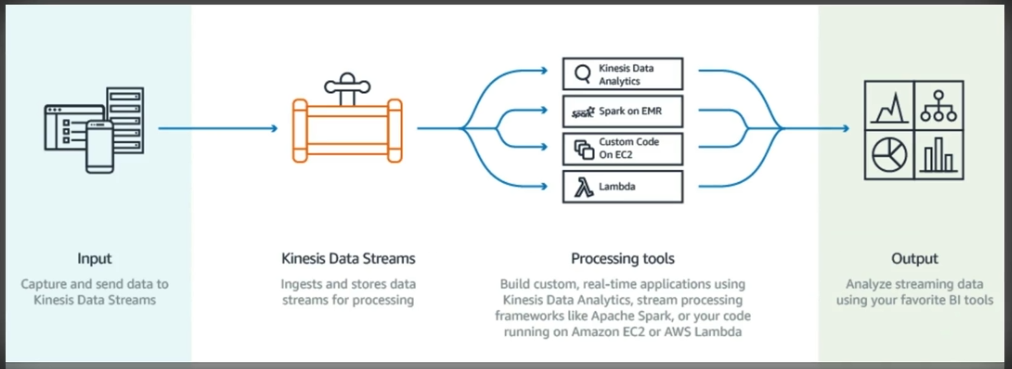 Kinesis Data
Analytics
Spark
Spark on EMR
Custom Code
On EC2
Lambda
Input
Capture and send data to
Kinesis Data Streams
Kinesis Data Streams
Ingests and stores data
streams for processing
Processing tools
Build custom, real-time applications using
Kinesis Data Analytics, stream processing
frameworks like Apache Spark, or your code
running on Amazon EC2 or AWS Lambda
Output
Analyze streaming data
using your favorite BI tools